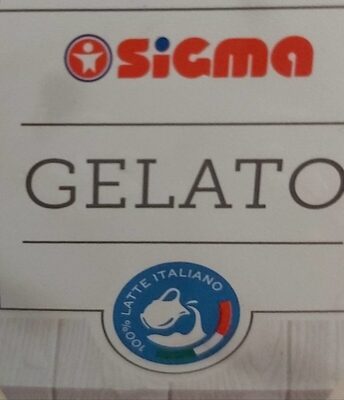 SiGMA
GELATO
100% LATTE ITALIANO